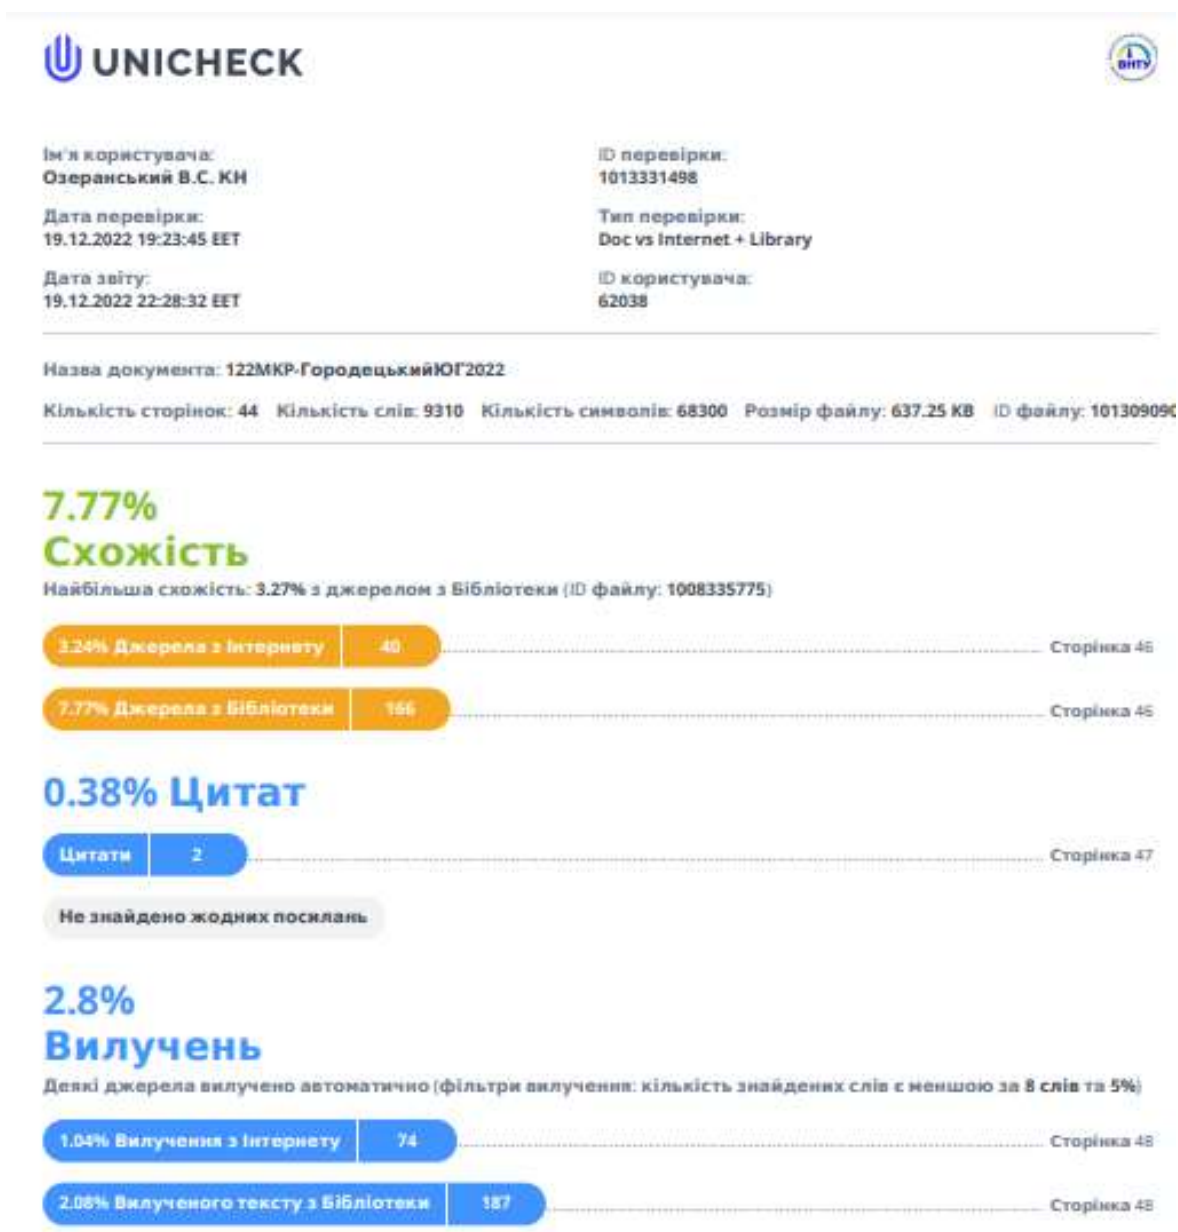 UNICHECK
ВНТУ
Ім'я користувача:
Озеранський В.С. КН
ID перевірки:
1013331498
Дата перевірки:
19.12.2022 19:23:45 EET
Тип перевірки:
Doc vs Internet + Library
Дата звіту:
19.12.2022 22:28:32 EET
ID користувача:
62038
Назва документа: 122МКР-ГородецькийЮГ2022
Кількість сторінок: 44 Кількість слів: 9310 Кількість символів: 68300 Розмір файлу: 637.25 KB ID файлу: 101309090
7.77%
Схожість
Найбільша схожість: 3.27% з джерелом з Бібліотеки (ID файлу: 1008335775)
3.24% Джерела з Інтернету 40 Сторінка 46
7.77% Джерела з Бібліотеки 166 Сторінка 46
0.38% Цитат
Цитати 2 Сторінка 47
Не знайдено жодних посилань
2.8%
Вилучень
Деякі джерела вилучено автоматично (фільтри вилучення: кількість знайдених слів є меншою за 8 слів та 5%)
1.04% Вилучення з Інтернету 74 Сторінка 48
2.08% Вилученого тексту з Бібліотеки 187 Сторінка 48